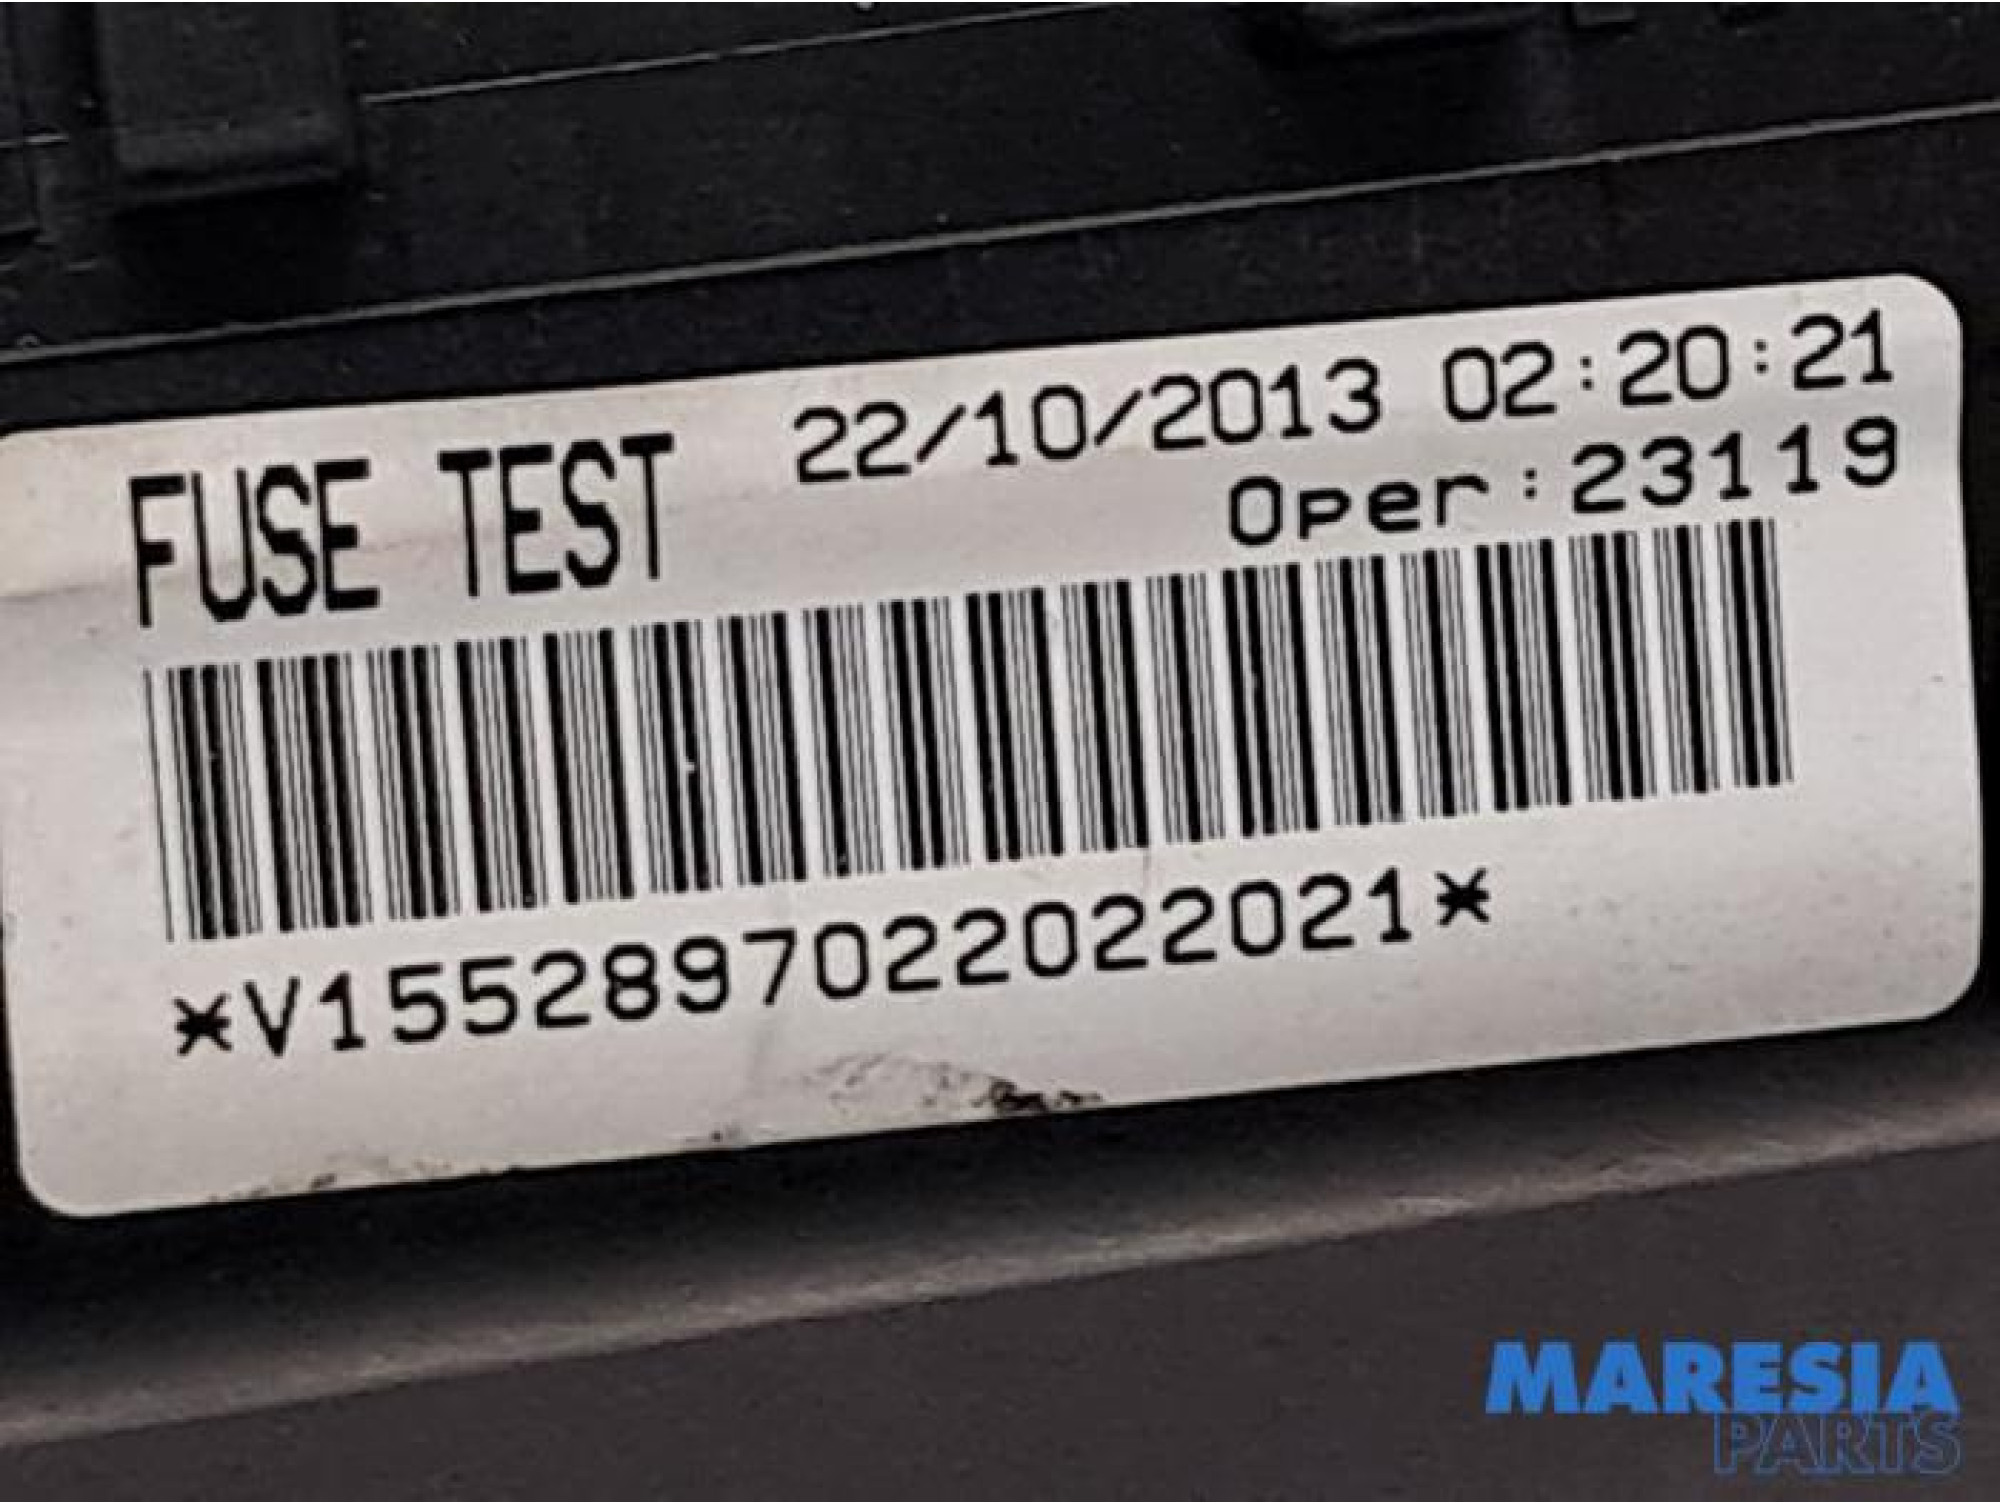 FUSE TEST 22/10/2013 02:20:21
Oper:23119
*V1552897022022021*
MARESIA
PARTS